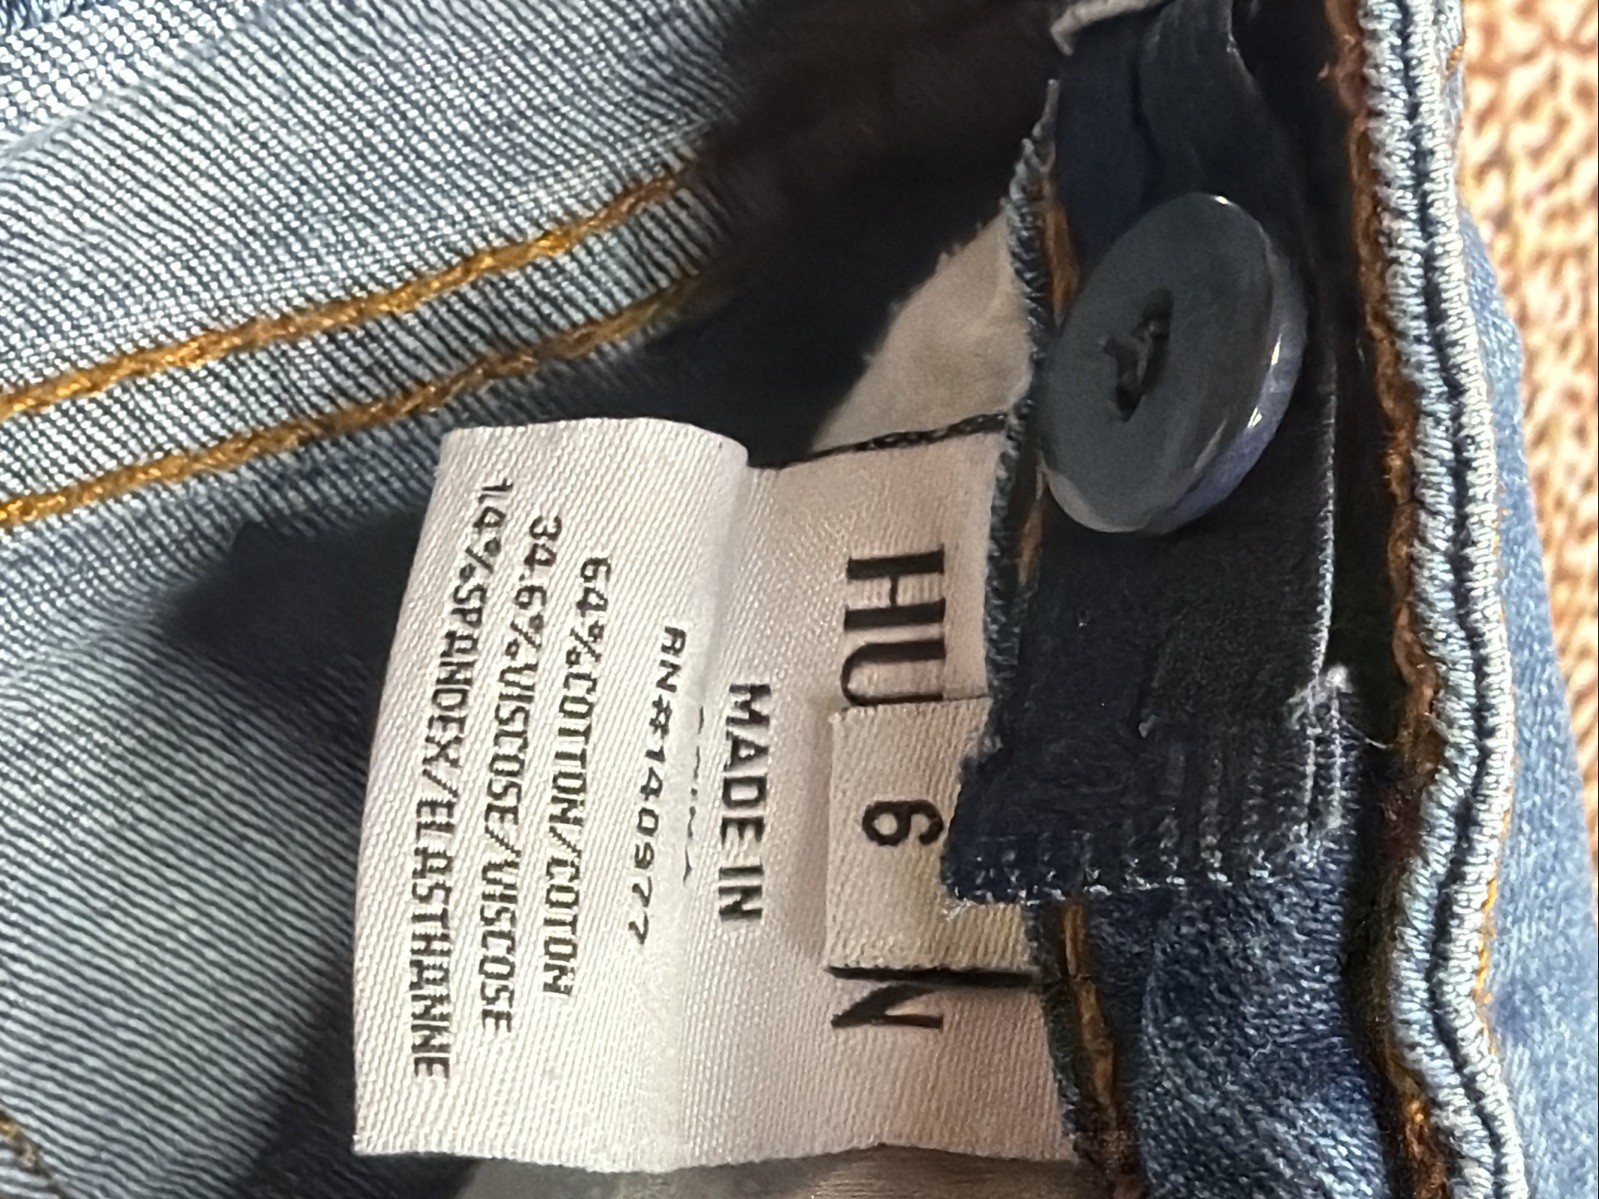 HU
N
6
MADE IN
RN#140977
64%COTTON/COTON
34.6%VISCOSE/VISCOSE
1.4%SPANDEX/ELASTHANNE